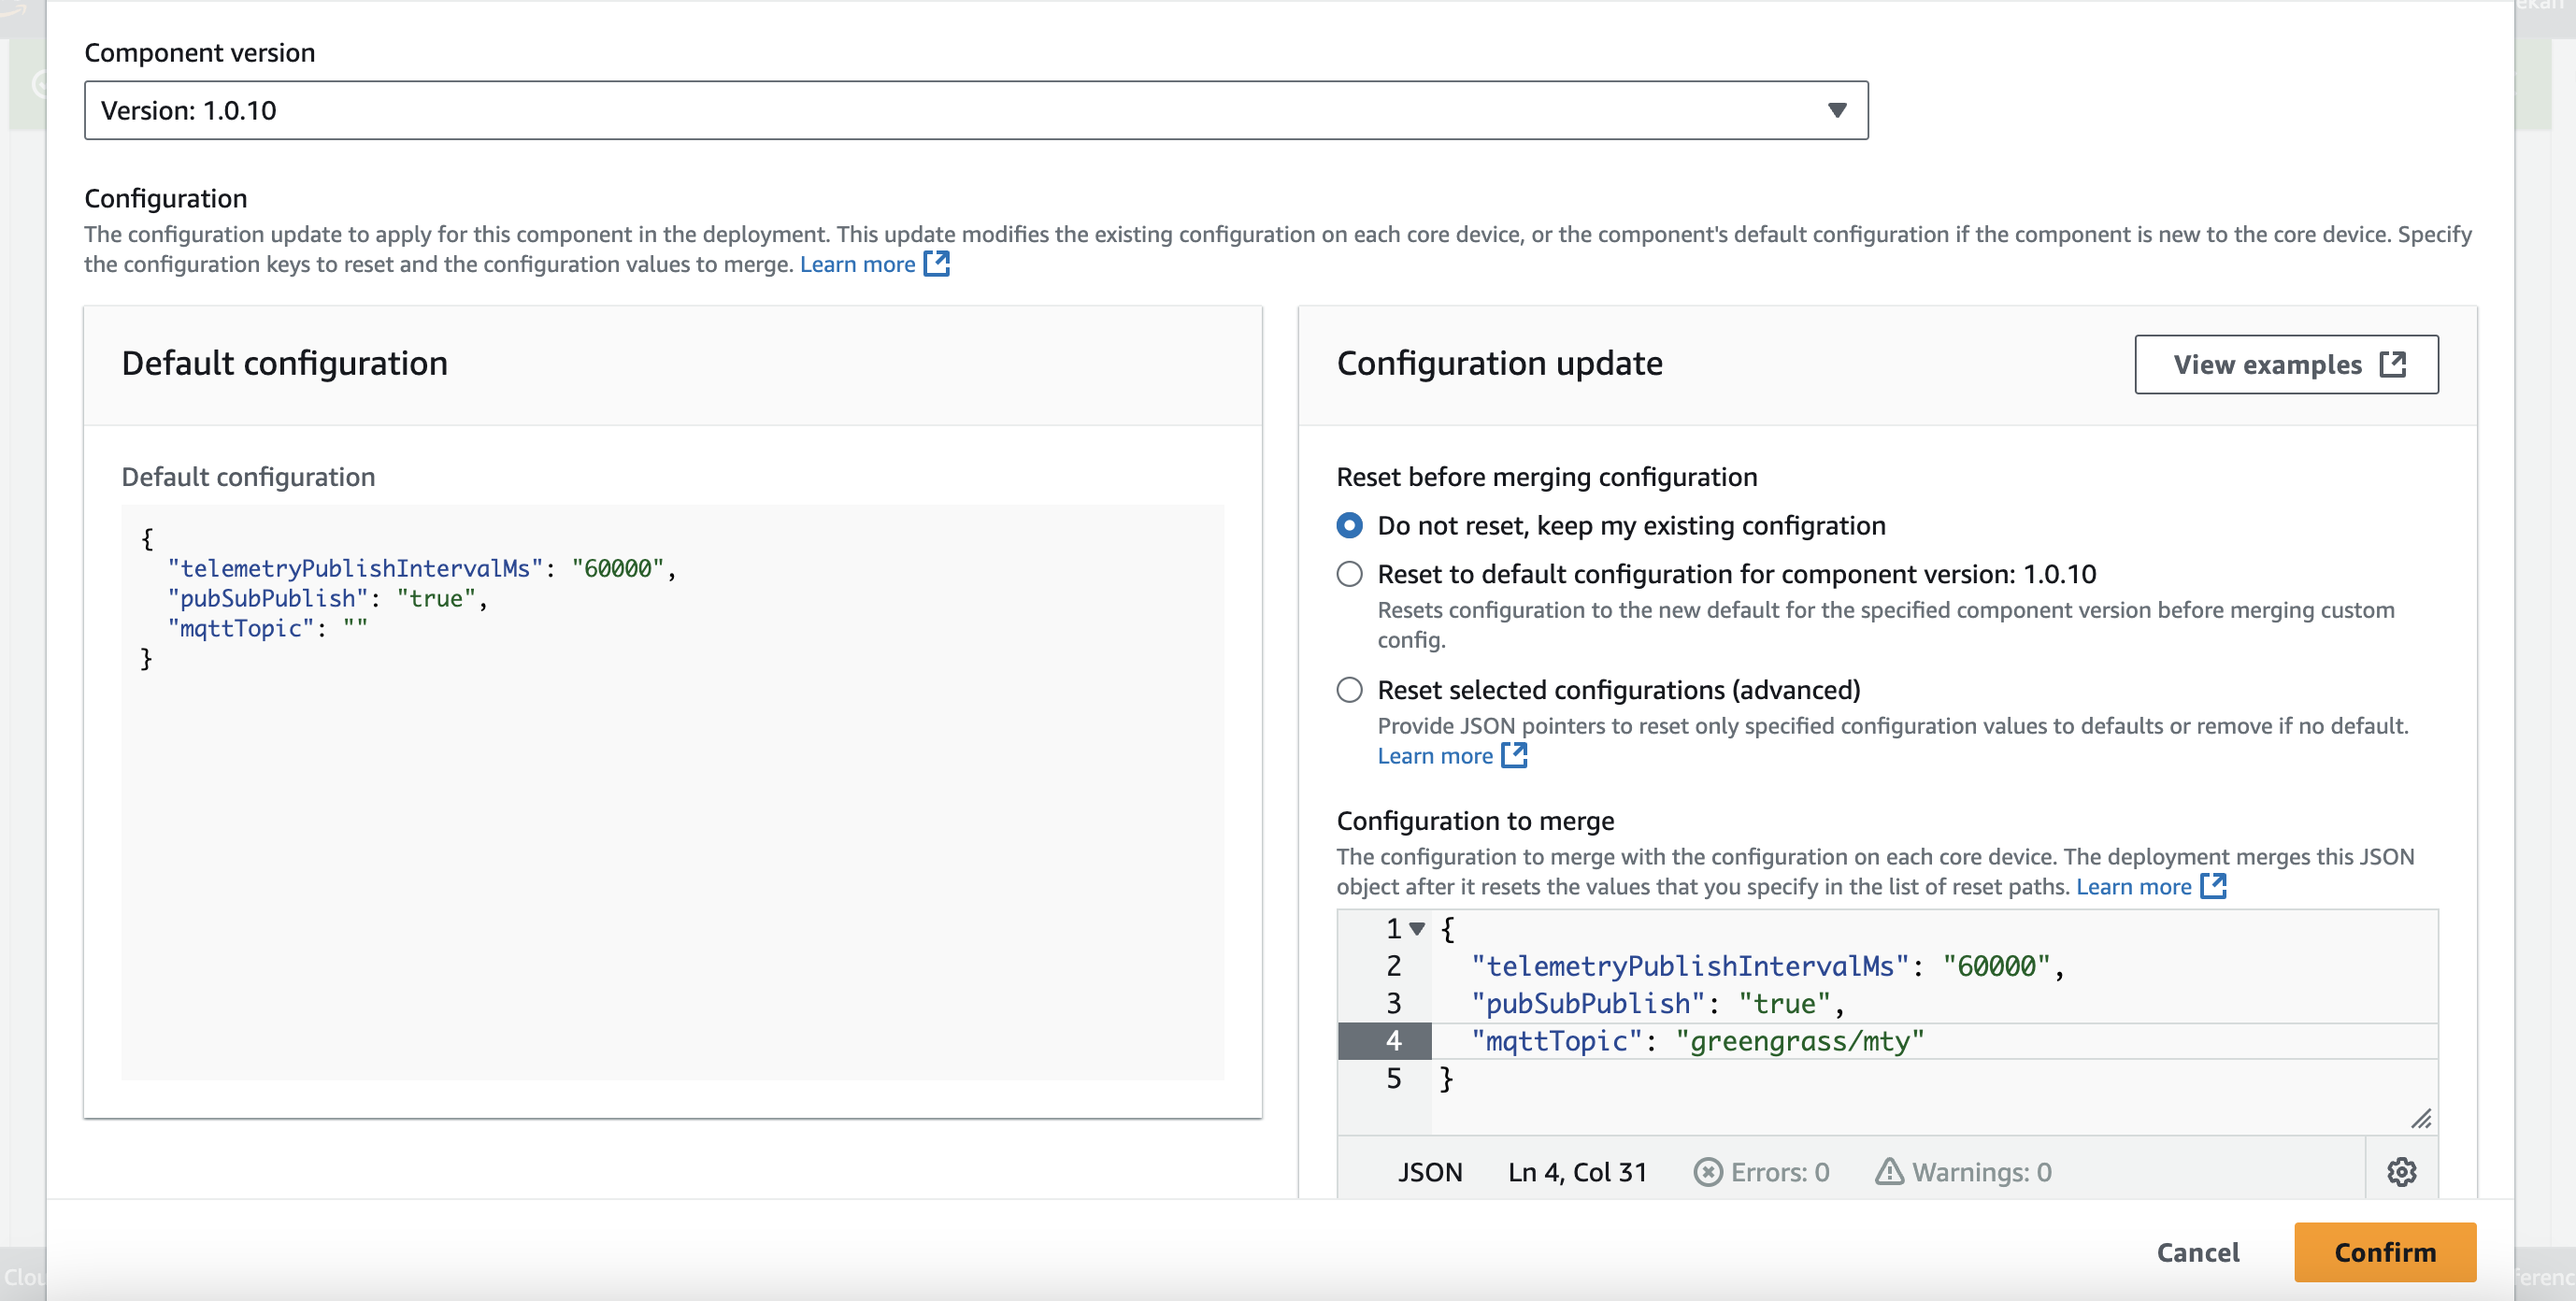 Component version
Version: 1.0.10
Configuration
The configuration update to apply for this component in the deployment. This update modifies the existing configuration on each core device, or the component's default configuration if the component is new to the core device. Specify
the configuration keys to reset and the configuration values to merge. Learn more
Default configuration
Default configuration
{
"telemetryPublishIntervalMs": "60000",
"pubSubPublish": "true",
"mqttTopic": ""
}
Configuration update
View examples
Reset before merging configuration
Do not reset, keep my existing configration
Reset to default configuration for component version: 1.0.10
Resets configuration to the new default for the specified component version before merging custom
config.
Reset selected configurations (advanced)
Provide JSON pointers to reset only specified configuration values to defaults or remove if no default.
Learn more
Configuration to merge
The configuration to merge with the configuration on each core device. The deployment merges this JSON
object after it resets the values that you specify in the list of reset paths. Learn more
1 {
2 "telemetryPublishIntervalMs": "60000",
3 "pubSubPublish": "true",
4 "mqttTopic": "greengrass/mty"
5 }
JSON Ln 4, Col 31 Errors: 0 Warnings: 0
Cancel Confirm